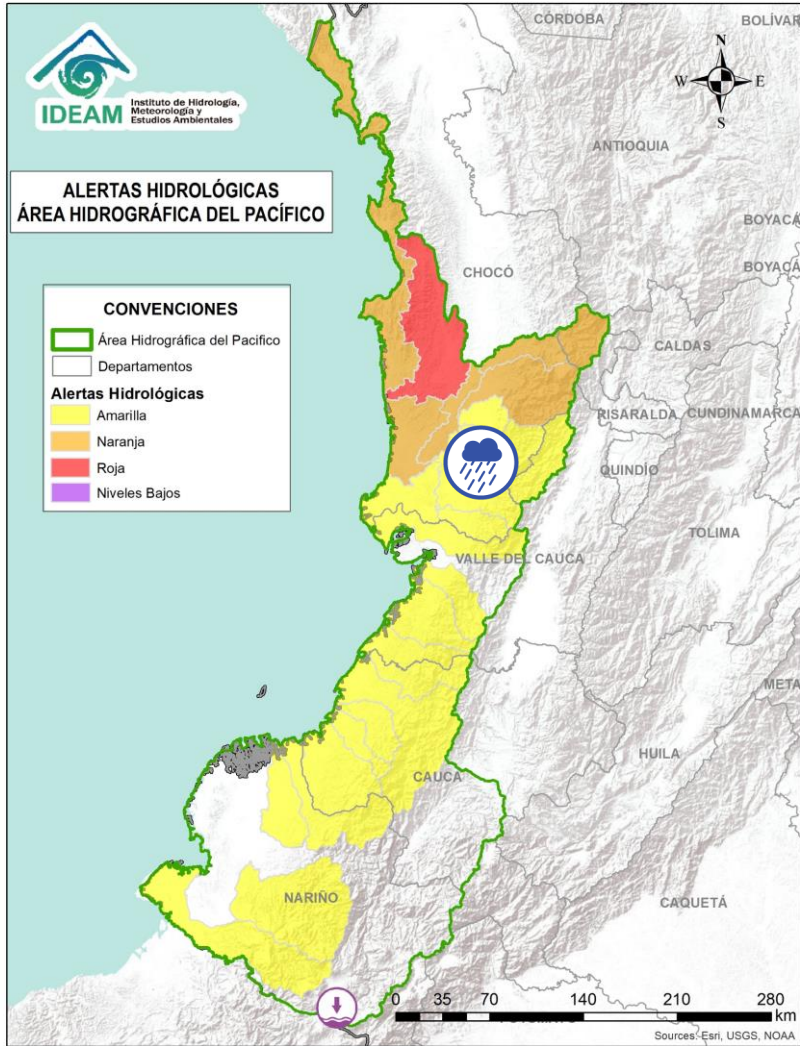 CÓRDOBA
BOLÍVAR
N
W
E
S
IDEAM
Instituto de Hidrología,
Meteorología y
Estudios Ambientales
ANTIOQUIA
ALERTAS HIDROLÓGICAS
ÁREA HIDROGRÁFICA DEL PACÍFICO
BOYACÁ
BOYACÁ
CHOCÓ
CONVENCIONES
Área Hidrográfica del Pacífico
Departamentos
Alertas Hidrológicas
Amarilla
Naranja
Roja
Niveles Bajos
CALDAS
RISARALDA
CUNDINAMARCA
QUINDÍO
TOLIMA
VALLE DEL CAUCA
META
HUILA
CAUCA
NARIÑO
CAQUETÁ
0 35 70 140 210 280
km
Sources: Esri, USGS, NOAA